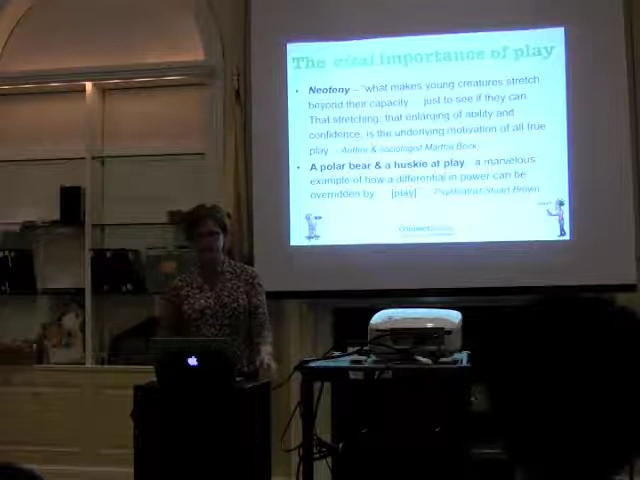 The vital importance of play
• Neoteny – "what makes young creatures stretch
beyond their capacity just to see if they can.
That stretching, that enlarging of ability and
confidence, is the underlying motivation of all true
play. - Author & sociologist Martha Beck
• A polar bear & a huskie at play a marvelous
example of how a differential in power can be
overridden by [play] Psychiatrist Stuart Brown